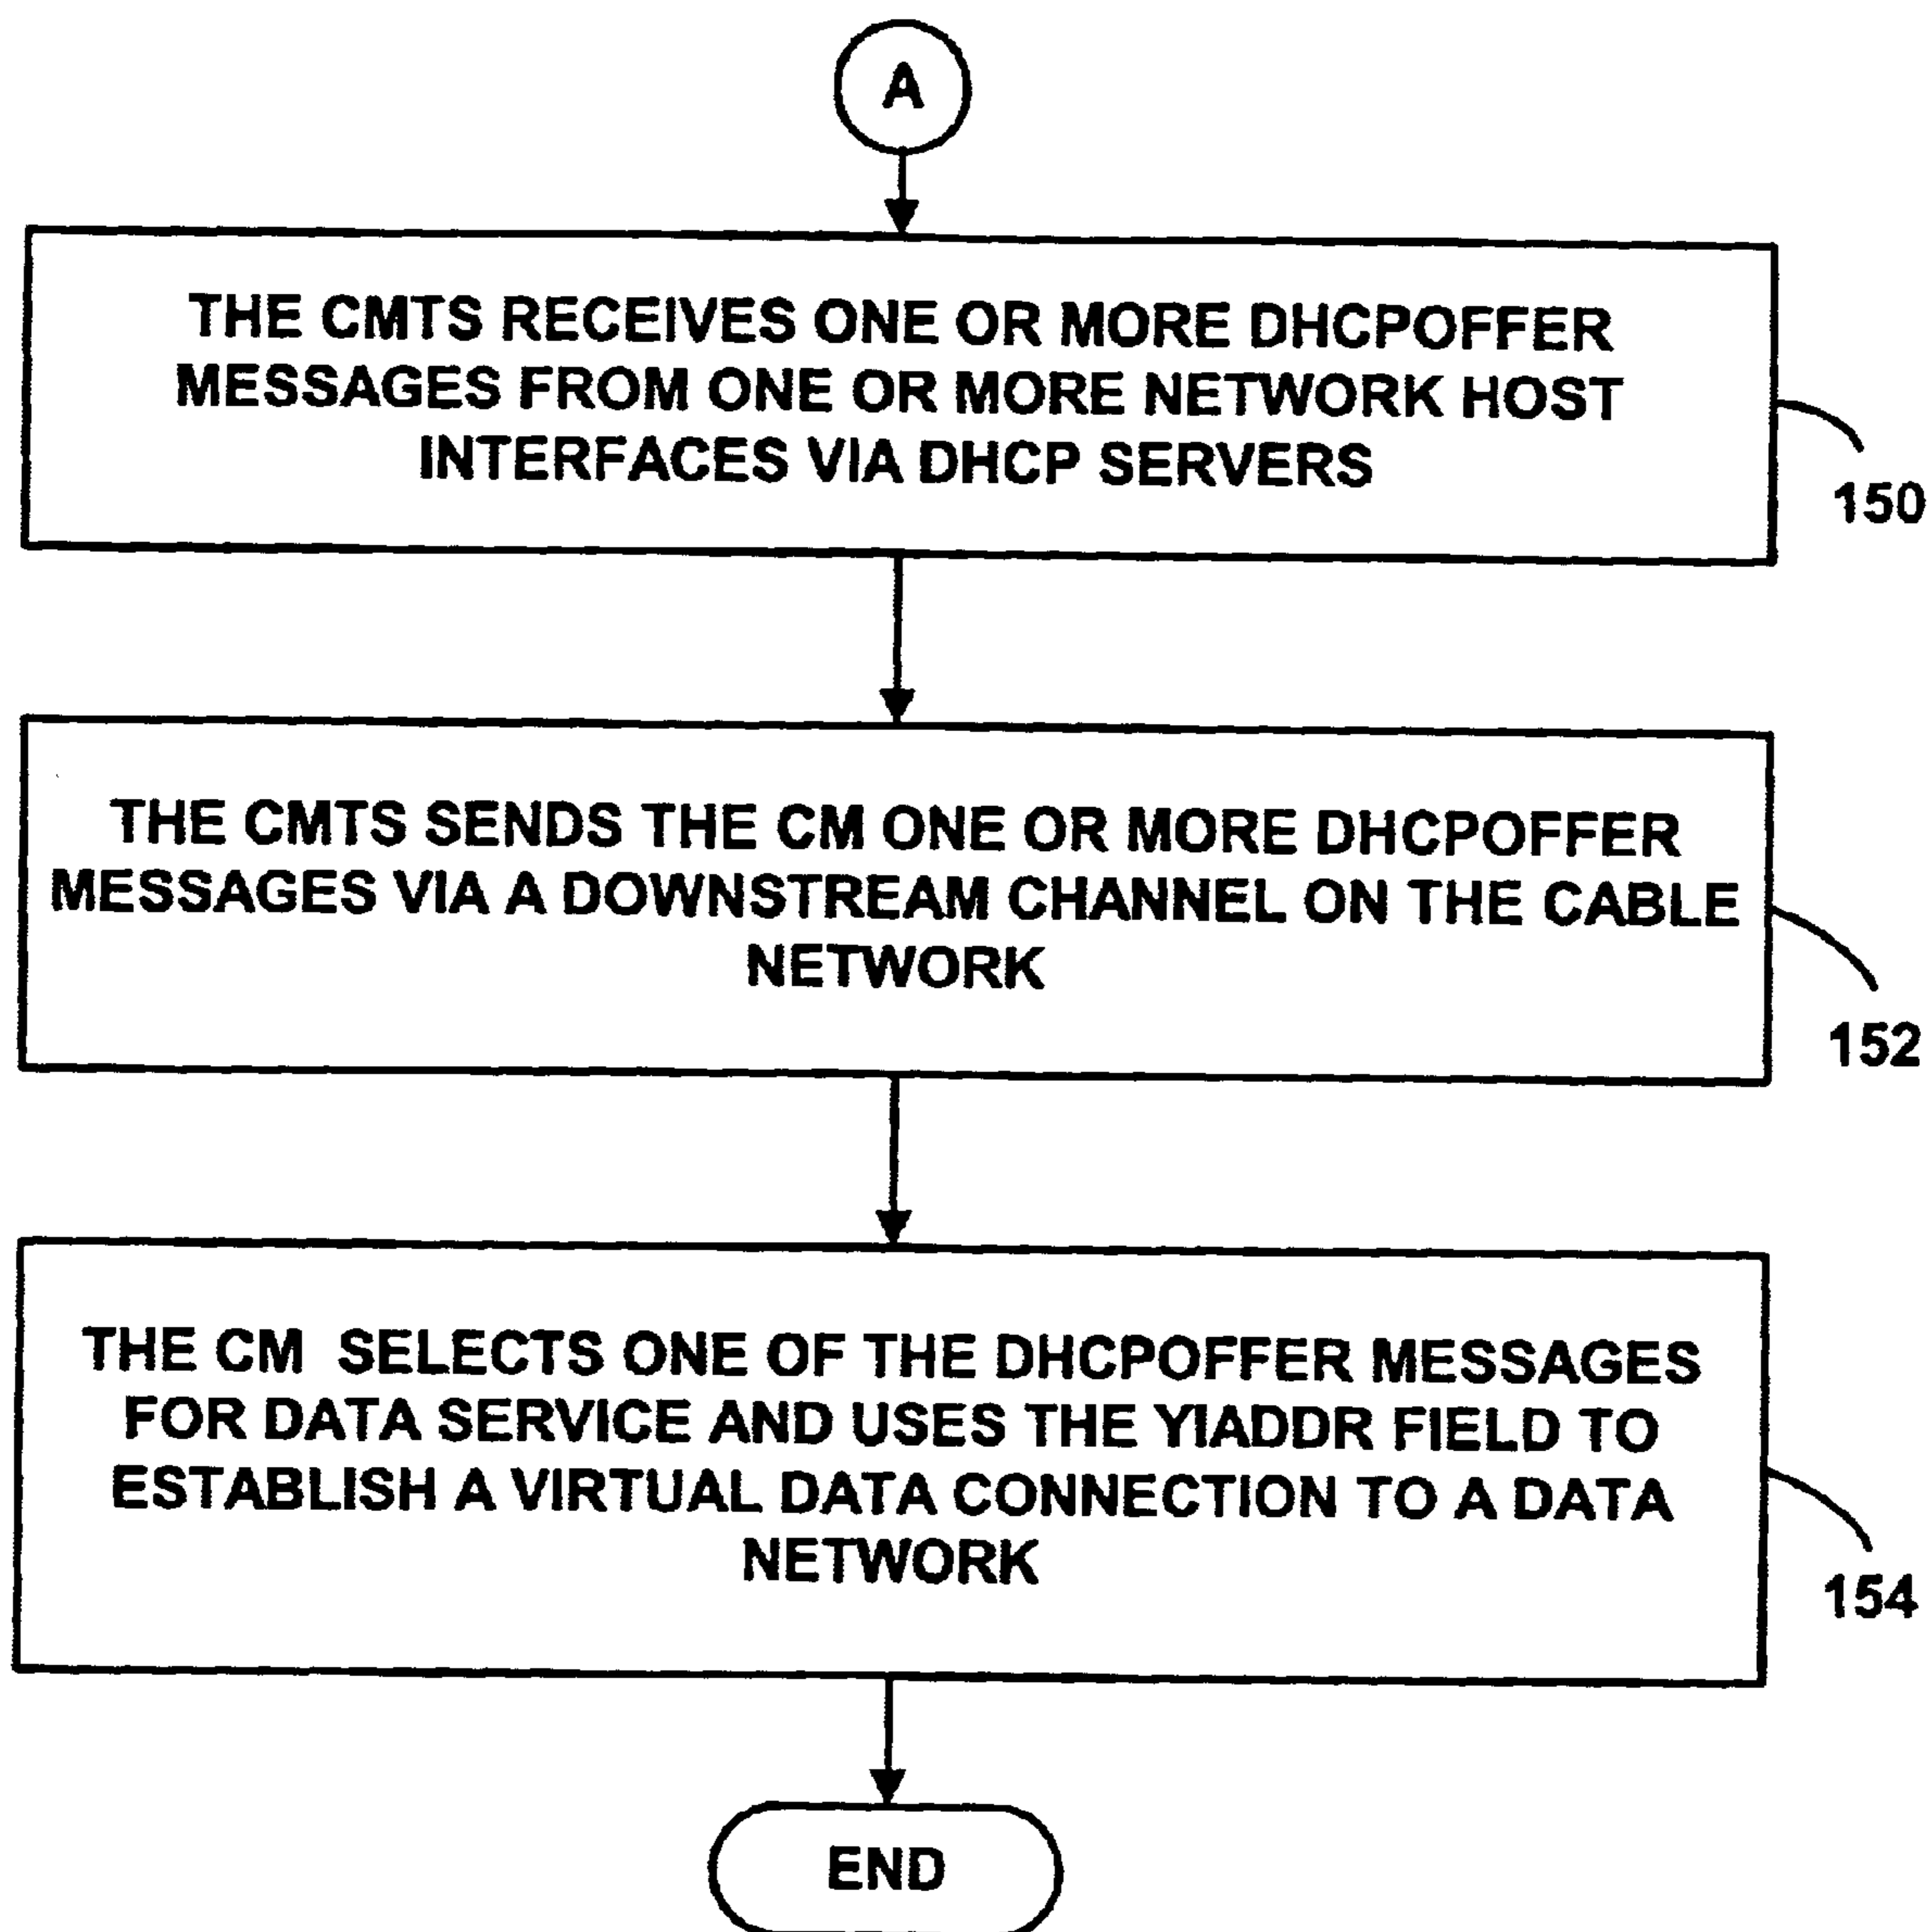 A
THE CMTS RECEIVES ONE OR MORE DHCPOFFER
MESSAGES FROM ONE OR MORE NETWORK HOST
INTERFACES VIA DHCP SERVERS
150
THE CMTS SENDS THE CM ONE OR MORE DHCPOFFER
MESSAGES VIA A DOWNSTREAM CHANNEL ON THE CABLE
NETWORK
152
THE CM SELECTS ONE OF THE DHCPOFFER MESSAGES
FOR DATA SERVICE AND USES THE YIADDR FIELD TO
ESTABLISH A VIRTUAL DATA CONNECTION TO A DATA
NETWORK
154
END